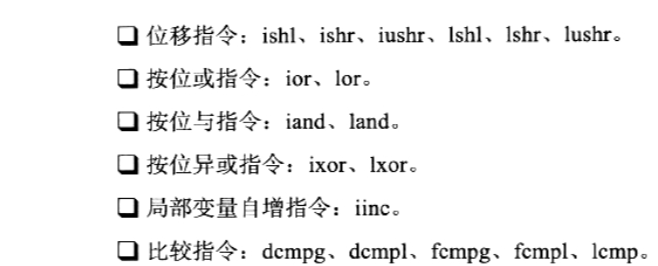 ❏ 位移指令：ishl、ishr、iushr、lshl、lshr、lushr。
❏ 按位或指令：ior、lor。
❏ 按位与指令：iand、land。
❏ 按位异或指令：ixor、lxor。
❏ 局部变量自增指令：iinc。
❏ 比较指令：dcmpg、dcmpl、fcmpg、fcmpl、lcmp。